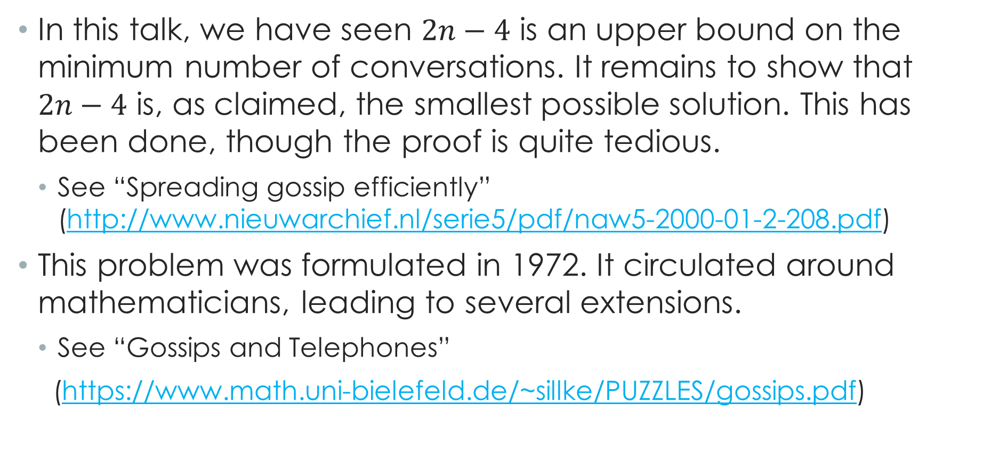 • In this talk, we have seen 2n − 4 is an upper bound on the
minimum number of conversations. It remains to show that
2n − 4 is, as claimed, the smallest possible solution. This has
been done, though the proof is quite tedious.
• See “Spreading gossip efficiently”
(http://www.nieuwarchief.nl/serie5/pdf/naw5-2000-01-2-208.pdf)
• This problem was formulated in 1972. It circulated around
mathematicians, leading to several extensions.
• See “Gossips and Telephones”
(https://www.math.uni-bielefeld.de/~sillke/PUZZLES/gossips.pdf)